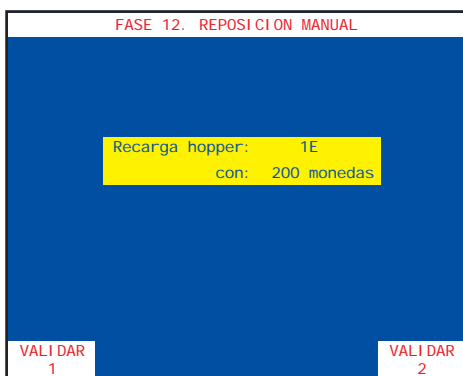 FASE 12. REPOSICION MANUAL
Recarga hopper: 1E
con: 200 monedas
VALIDAR
1
VALIDAR
2